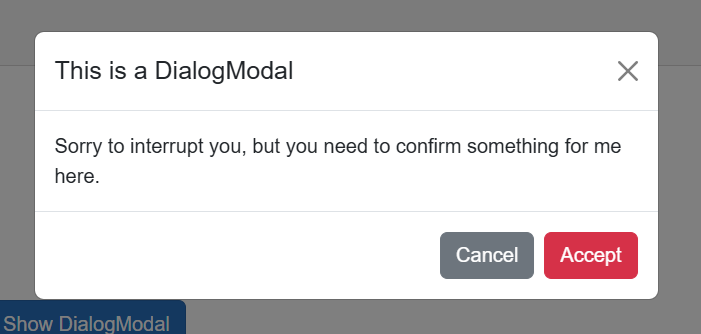 This is a DialogModal
Sorry to interrupt you, but you need to confirm something for me
here.
Cancel
Accept
Show DialogModal